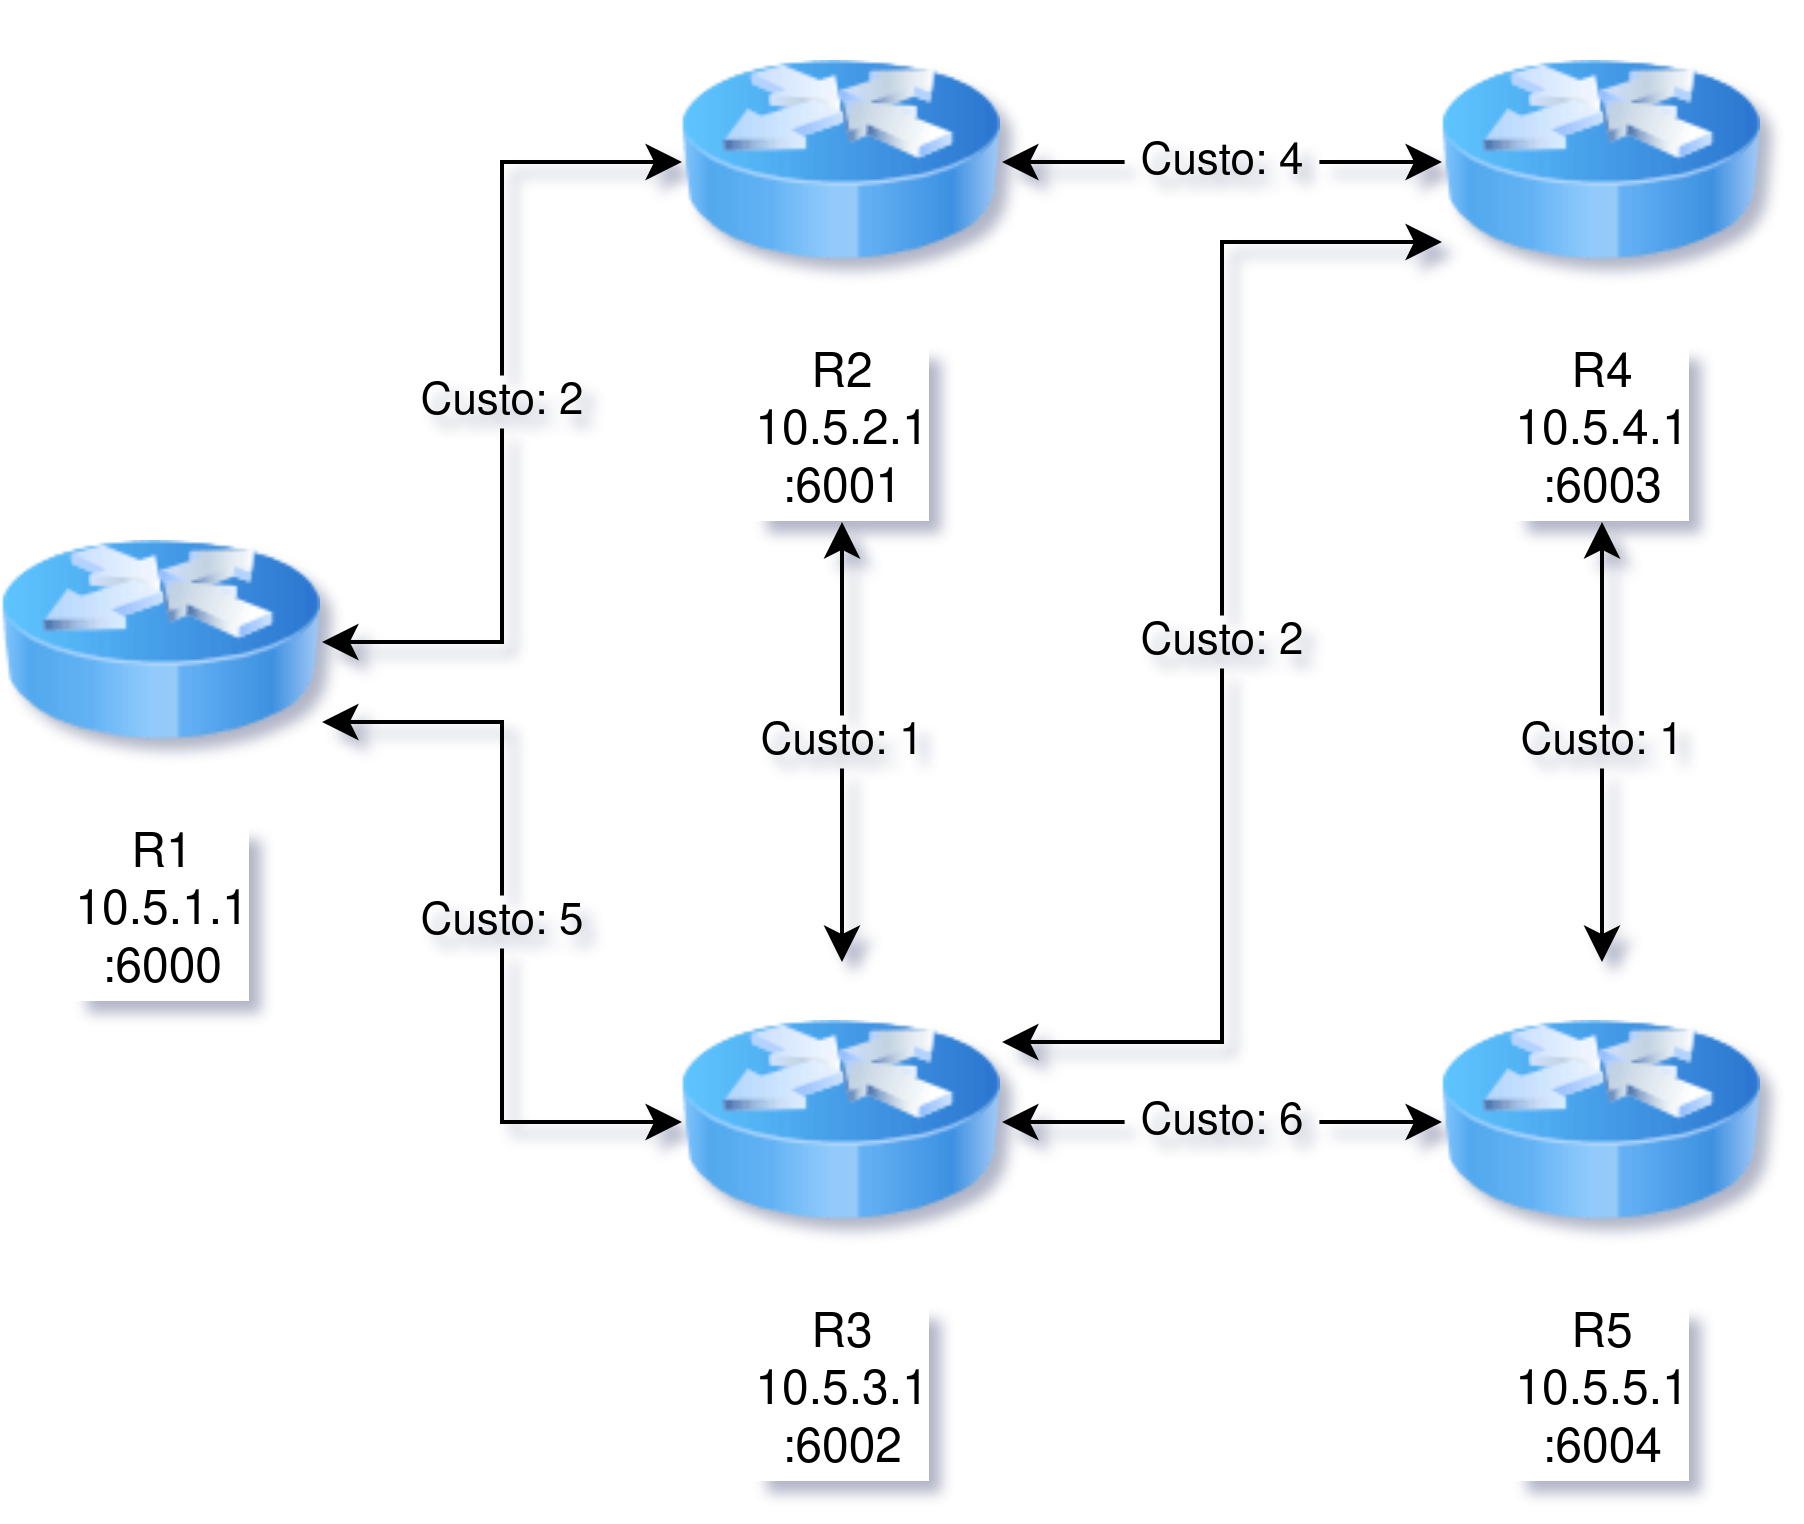 Custo: 4
R2
10.5.2.1
:6001
R4
10.5.4.1
:6003
Custo: 2
Custo: 2
Custo: 1
Custo: 1
R1
10.5.1.1
:6000
Custo: 5
Custo: 6
R3
10.5.3.1
:6002
R5
10.5.5.1
:6004